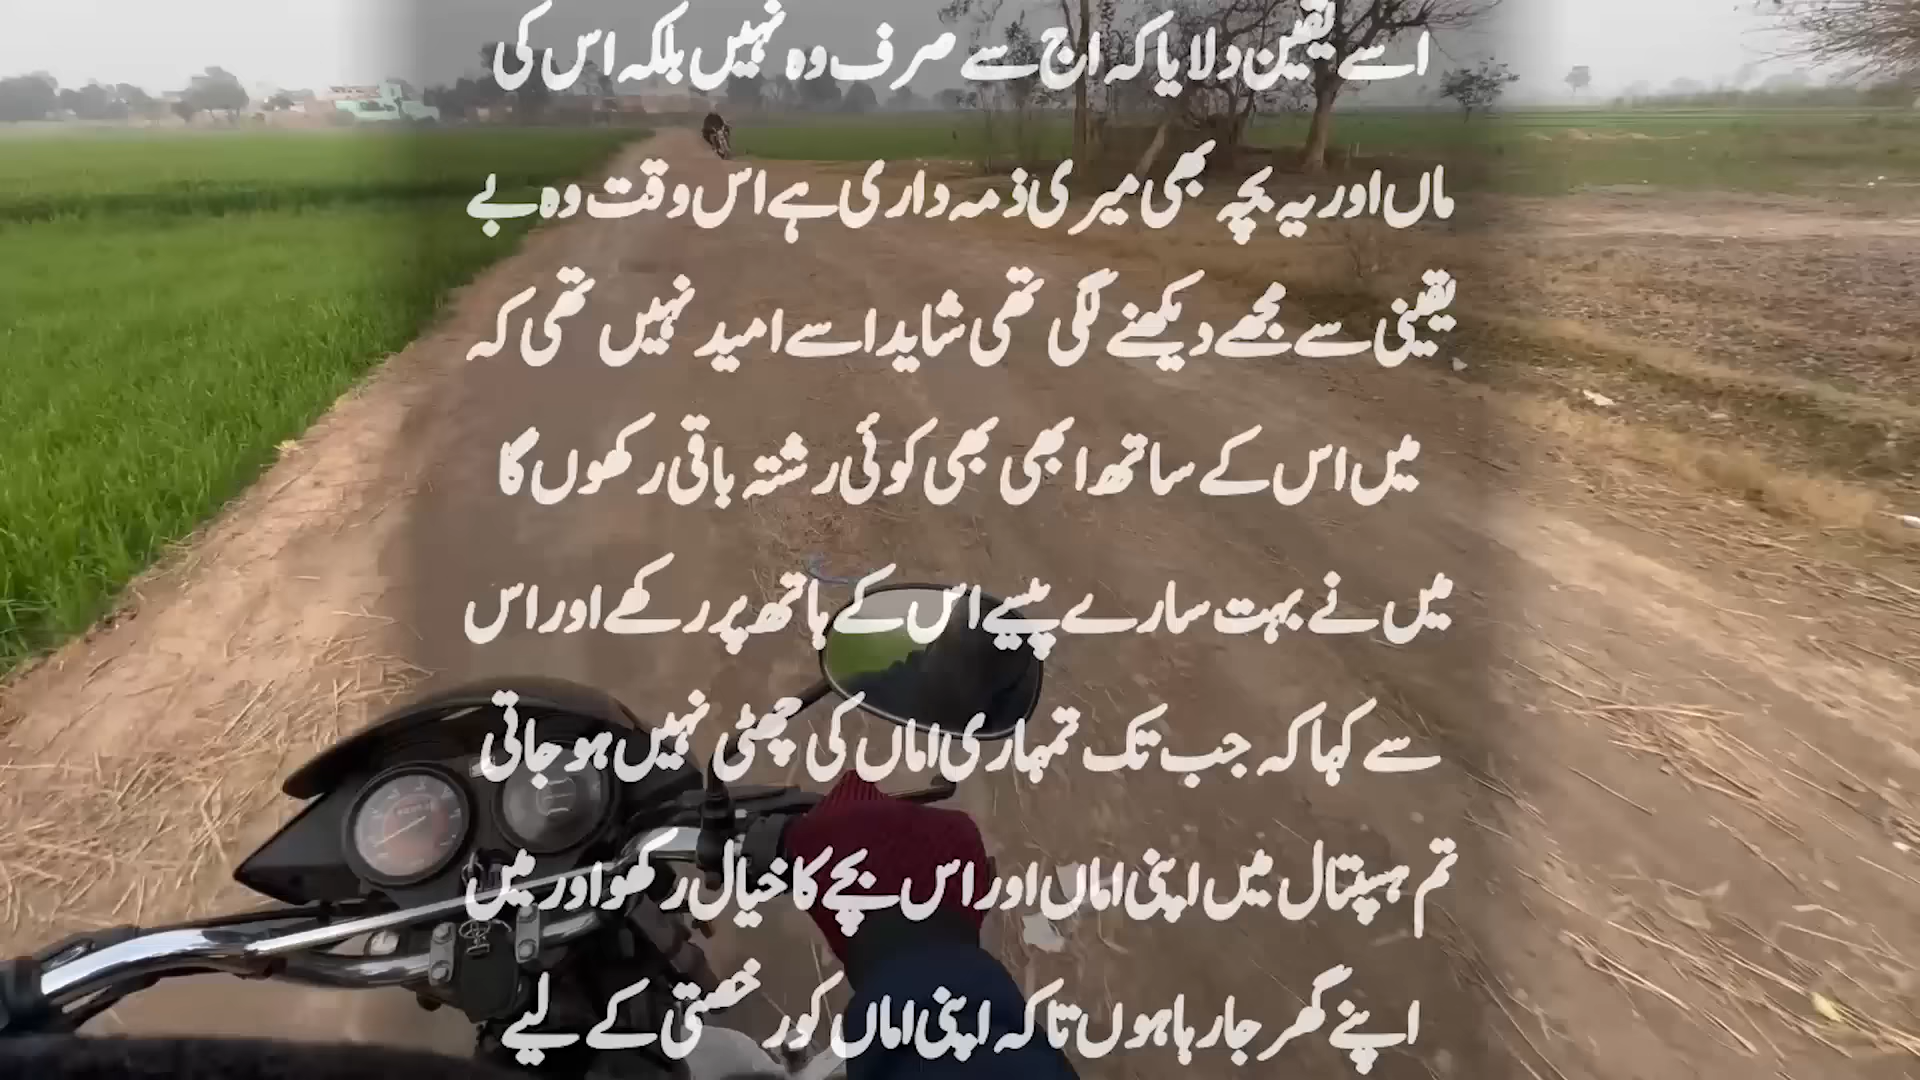 اسے یقین دلایا کہ اج سے صرف وہ نہیں بلکہ اس کی
ماں اور یہ بچہ بھی میری ذمہ داری ہے اس وقت وہ بے
یقینی سے مجھے دیکھنے لگی تھی شاید اسے امید نہیں تھی کہ
میں اس کے ساتھ ابھی بھی کوئی رشتہ باقی رکھوں گا
میں نے بہت سارے پیسے اس کے ہاتھ پر رکھے اور اس
سے کہا کہ جب تک تمہاری اماں کی چھٹی نہیں ہو جاتی
تم ہسپتال میں اپنی اماں اور اس بچے کا خیال رکھو اور میں
اپنے گھر جا رہا ہوں تاکہ اپنی اماں کو رخصتی کے لیے